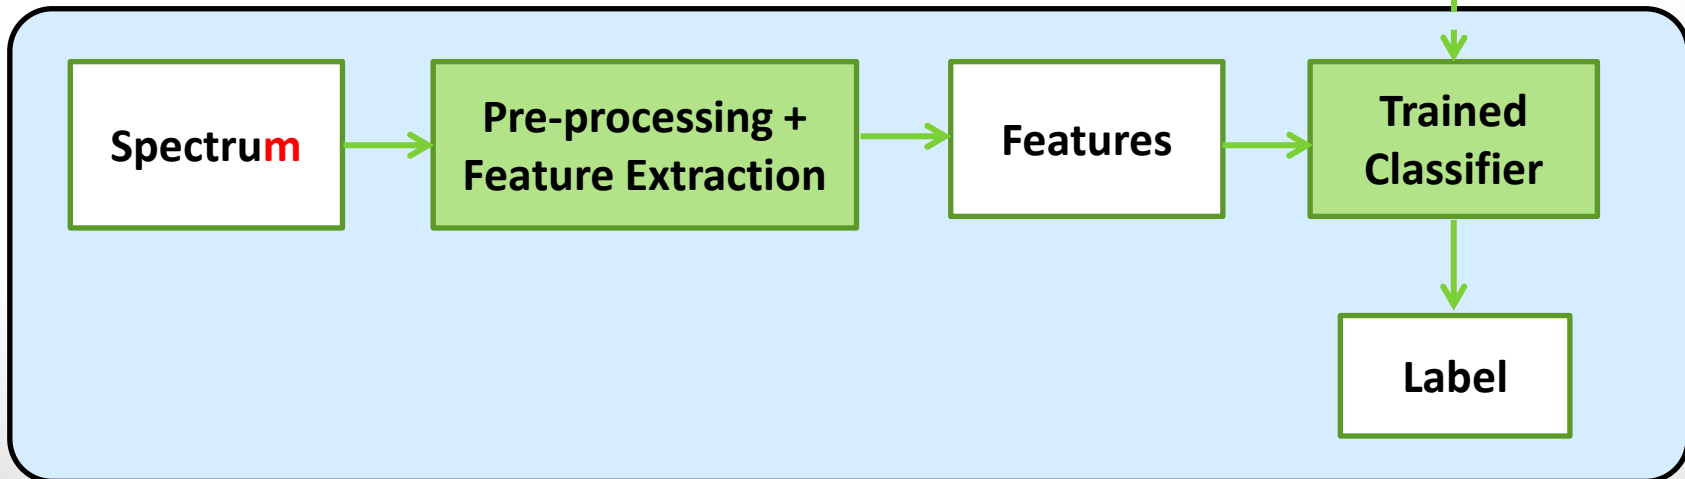 Spectrum
Pre-processing +
Feature Extraction
Features
Trained
Classifier
Label